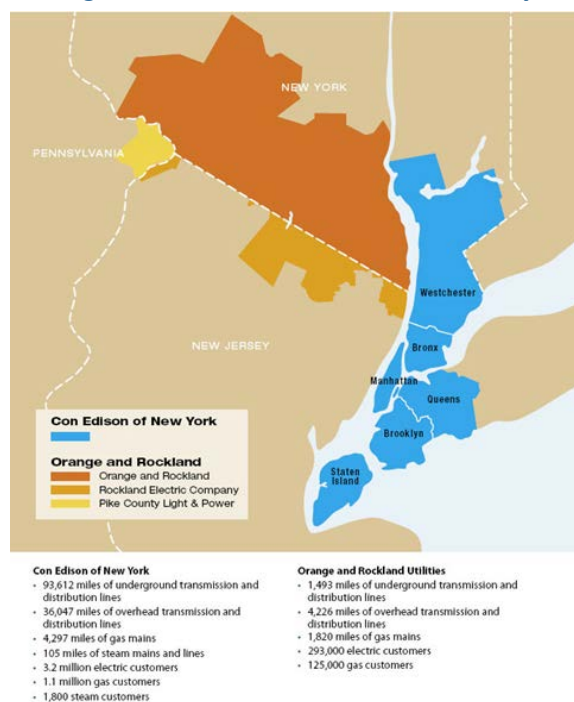 NEW YORK
PENNSYLVANIA
Westchester
NEW JERSEY
Bronx
Manhattan
Queens
Brooklyn
Staten
Island
Con Edison of New York
Orange and Rockland
Orange and Rockland
Rockland Electric Company
Pike County Light & Power
Con Edison of New York
• 93,612 miles of underground transmission and
distribution lines
• 36,047 miles of overhead transmission and
distribution lines
• 4,297 miles of gas mains
• 105 miles of steam mains and lines
• 3.2 million electric customers
• 1.1 million gas customers
• 1,800 steam customers
Orange and Rockland Utilities
• 1,493 miles of underground transmission and
distribution lines
• 4,226 miles of overhead transmission and
distribution lines
• 1,820 miles of gas mains
• 293,000 electric customers
• 125,000 gas customers